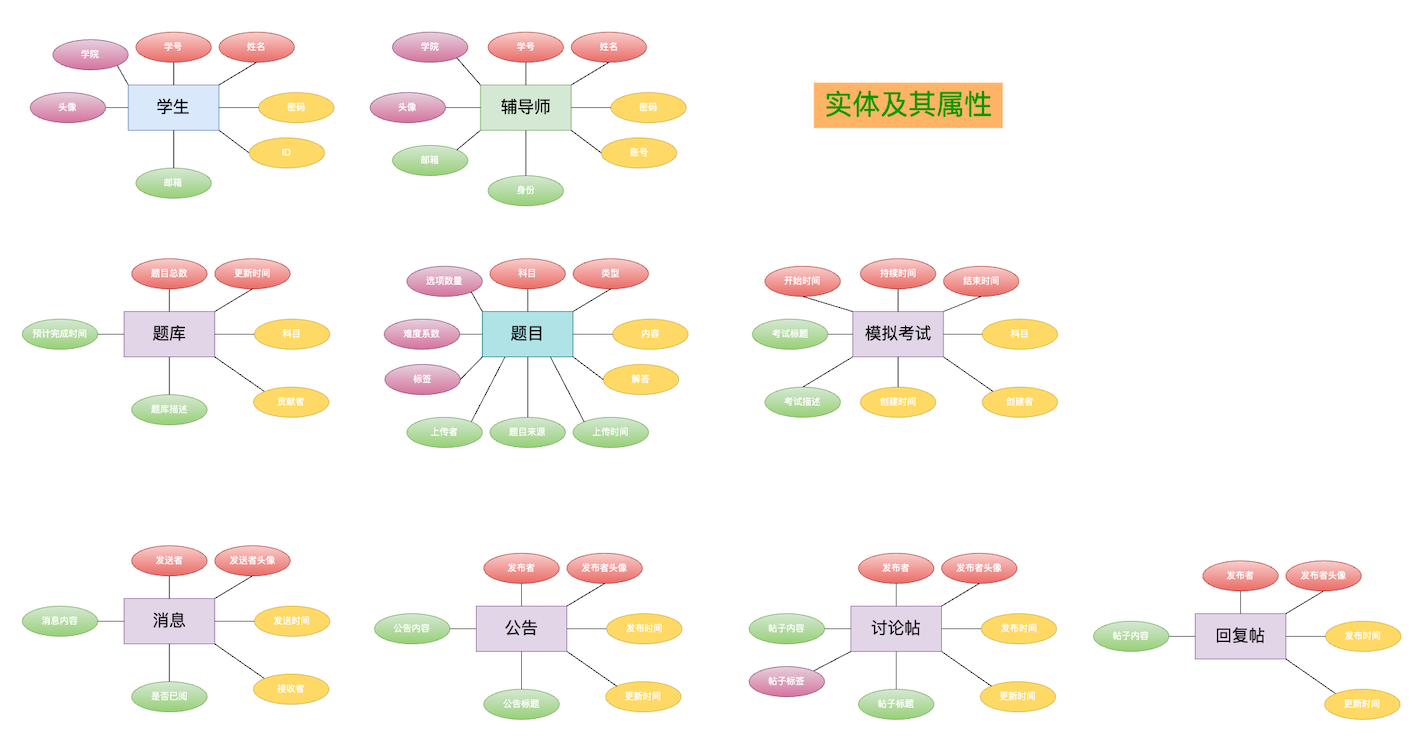 学院
学号
姓名
头像
学生
密码
ID
邮箱
学院
学号
姓名
头像
辅导师
密码
邮箱
账号
身份
实体及其属性
题目总数
更新时间
预计完成时间
题库
科目
题库描述
贡献者
选项数量
科目
类型
难度系数
题目
内容
标签
解答
上传者
题目来源
上传时间
开始时间
持续时间
结束时间
考试标题
模拟考试
科目
考试描述
创建时间
创建者
发送者
发送者头像
消息内容
消息
发送时间
是否已阅
接收者
发布者
发布者头像
公告内容
公告
发布时间
公告标题
更新时间
发布者
发布者头像
帖子内容
讨论帖
发布时间
帖子标签
帖子标题
更新时间
发布者
发布者头像
帖子内容
回复帖
发布时间
更新时间